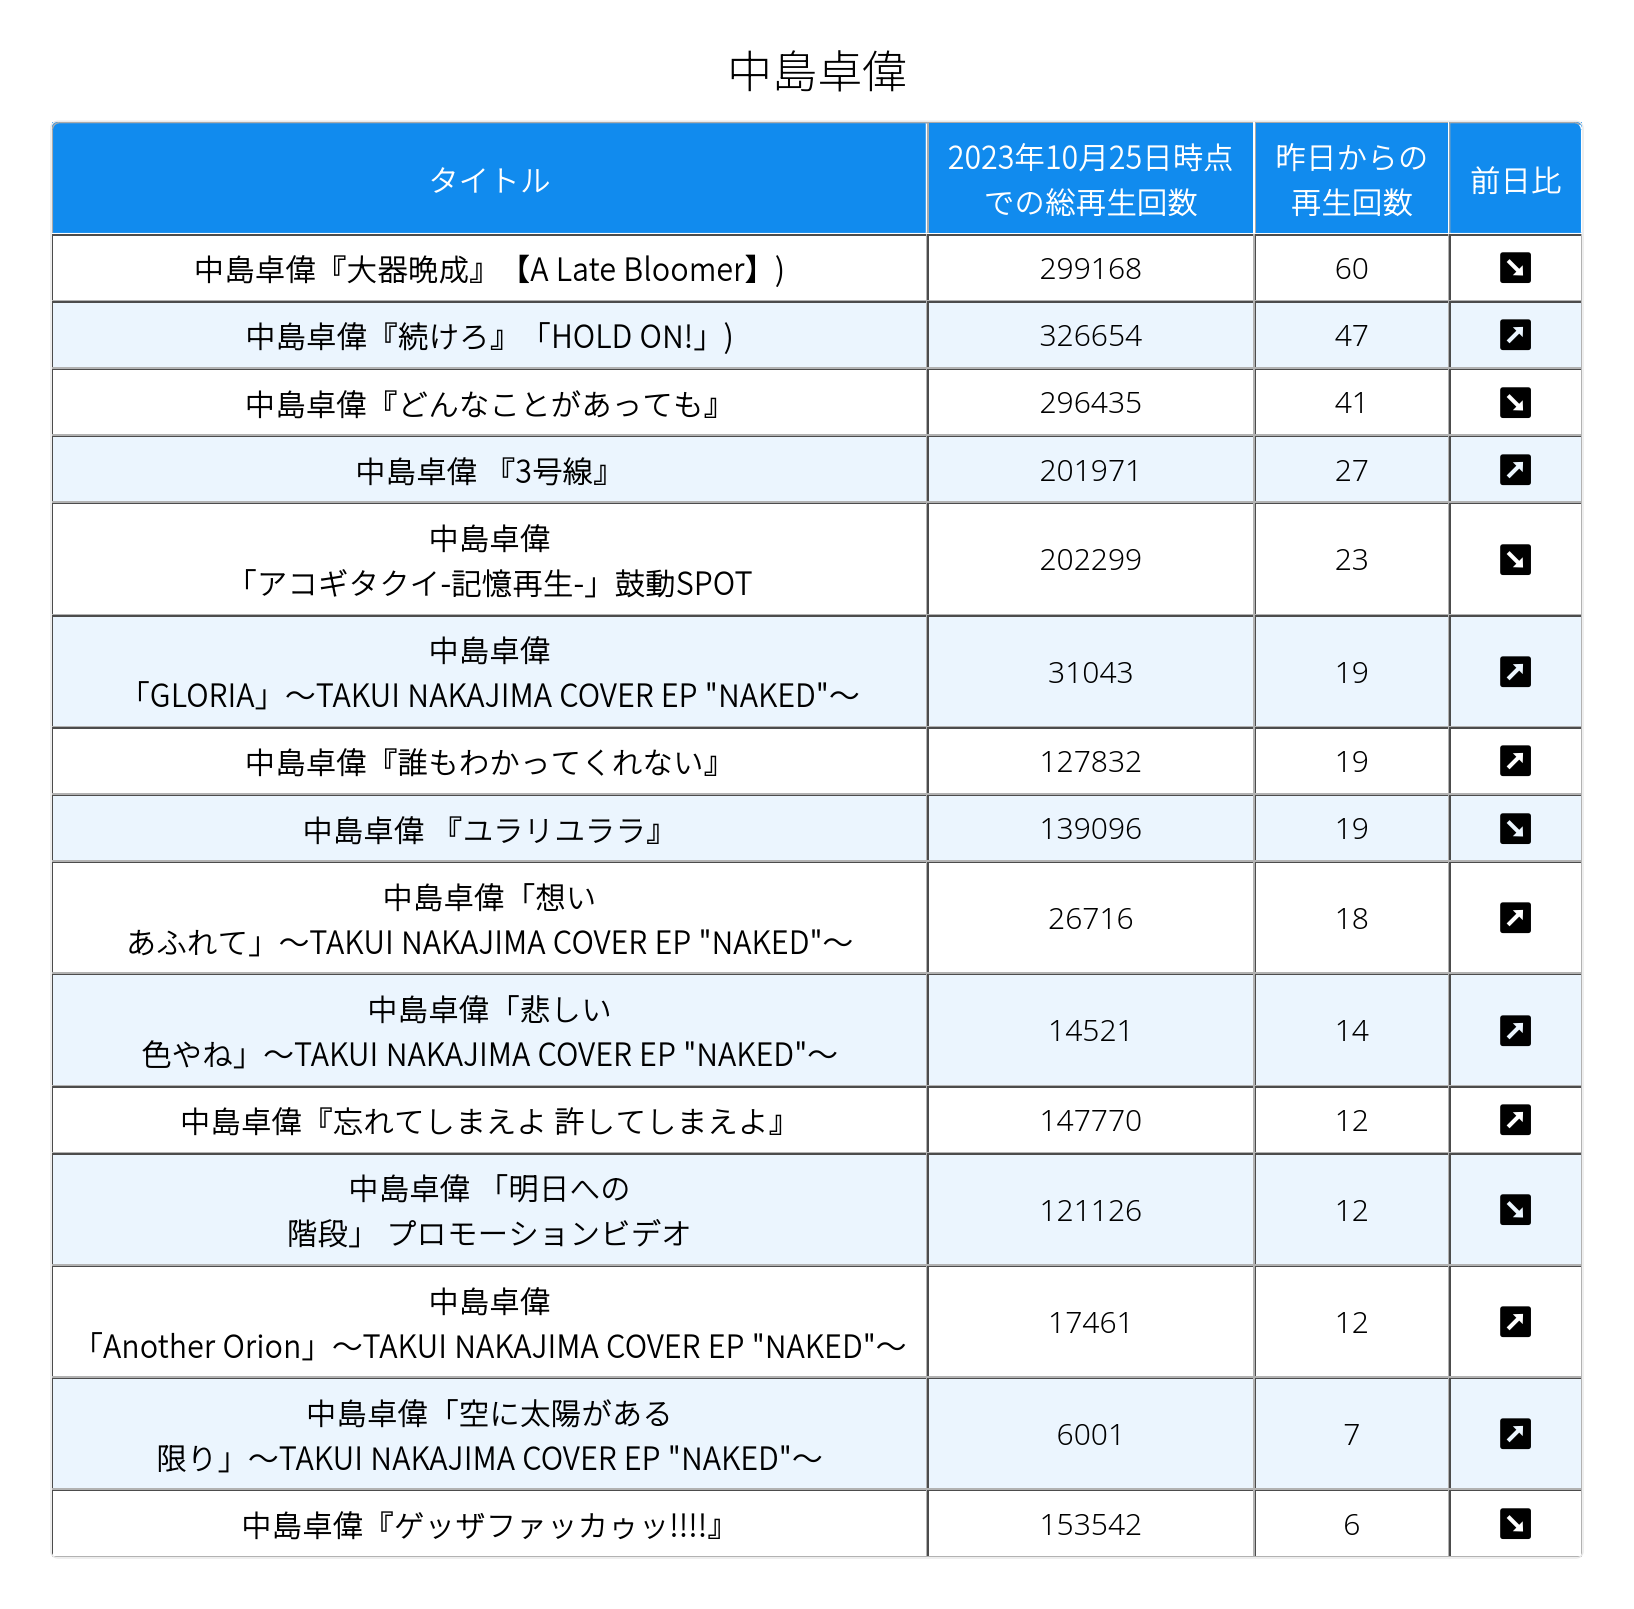 中島卓偉
タイトル
2023年10月25日時点
での総再生回数
昨日からの
再生回数
前日比
中島卓偉『大器晩成』【A Late Bloomer】)
299168
60
中島卓偉『続けろ』「HOLD ON!」)
326654
47
中島卓偉『どんなことがあっても』
296435
41
中島卓偉 『3号線』
201971
27
中島卓偉
「アコギタクイ-記憶再生-」鼓動SPOT
202299
23
中島卓偉
「GLORIA」～TAKUI NAKAJIMA COVER EP "NAKED"～
31043
19
中島卓偉『誰もわかってくれない』
127832
19
中島卓偉 『ユラリユララ』
139096
19
中島卓偉「想い
あふれて」～TAKUI NAKAJIMA COVER EP "NAKED"～
26716
18
中島卓偉「悲しい
色やね」～TAKUI NAKAJIMA COVER EP "NAKED"～
14521
14
中島卓偉『忘れてしまえよ 許してしまえよ』
147770
12
中島卓偉 「明日への
階段」 プロモーションビデオ
121126
12
中島卓偉
「Another Orion」～TAKUI NAKAJIMA COVER EP "NAKED"～
17461
12
中島卓偉「空に太陽がある
限り」～TAKUI NAKAJIMA COVER EP "NAKED"～
6001
7
中島卓偉『ゲッザファッカゥッ!!!!』
153542
6